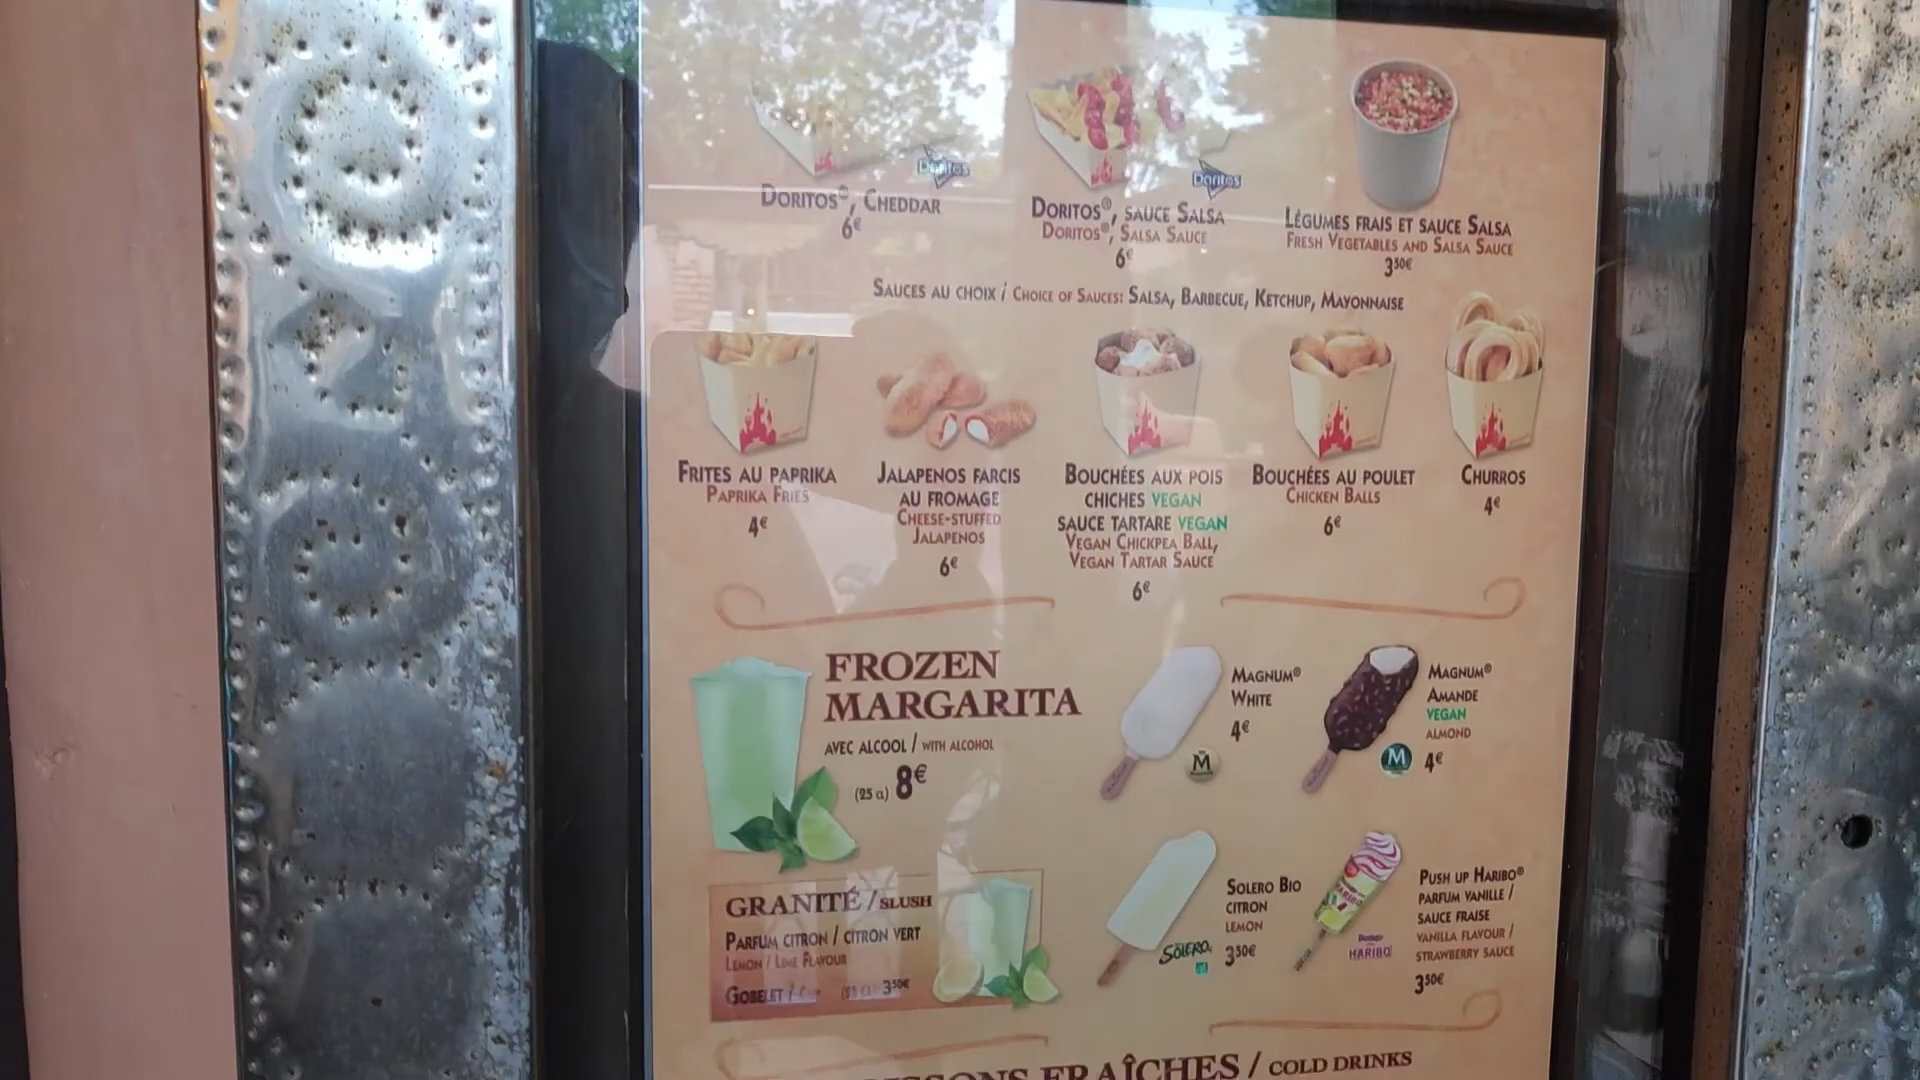 Doritos
Doritos
DORITOS®, CHEDDAR
6€
DORITOS®, SAUCE SALSA
DORITOS®, SALSA SAUCE
6€
LÉGUMES FRAIS ET SAUCE SALSA
FRESH VEGETABLES AND SALSA SAUCE
3,50€
SAUCES AU CHOIX / CHOICE OF SAUCES: SALSA, BARBECUE, KETCHUP, MAYONNAISE
FRITES AU PAPRIKA
PAPRIKA FRIES
4€
JALAPENOS FARCIS
AU FROMAGE
CHEESE-STUFFED
JALAPENOS
6€
BOUCHÉES AUX POIS
CHICHES VEGAN
SAUCE TARTARE VEGAN
VEGAN CHICKPEA BALL,
VEGAN TARTAR SAUCE
6€
BOUCHÉES AU POULET
CHICKEN BALLS
6€
CHURROS
4€
FROZEN
MARGARITA
AVEC ALCOOL / WITH ALCOHOL
(25 cl) 8€
MAGNUM®
WHITE
4€
M
MAGNUM®
AMANDE
VEGAN
ALMOND
4€
M
GRANITÉ / SLUSH
PARFUM CITRON / CITRON VERT
LEMON / LIME FLAVOUR
GOBELET / 3,50€
SOLERO BIO
CITRON
LEMON
3,50€
SOLERO
PUSH UP HARIBO®
PARFUM VANILLE /
SAUCE FRAISE
VANILLA FLAVOUR /
STRAWBERRY SAUCE
3,50€
HARIBO
HARIBO
FRAÎCHES / COLD DRINKS